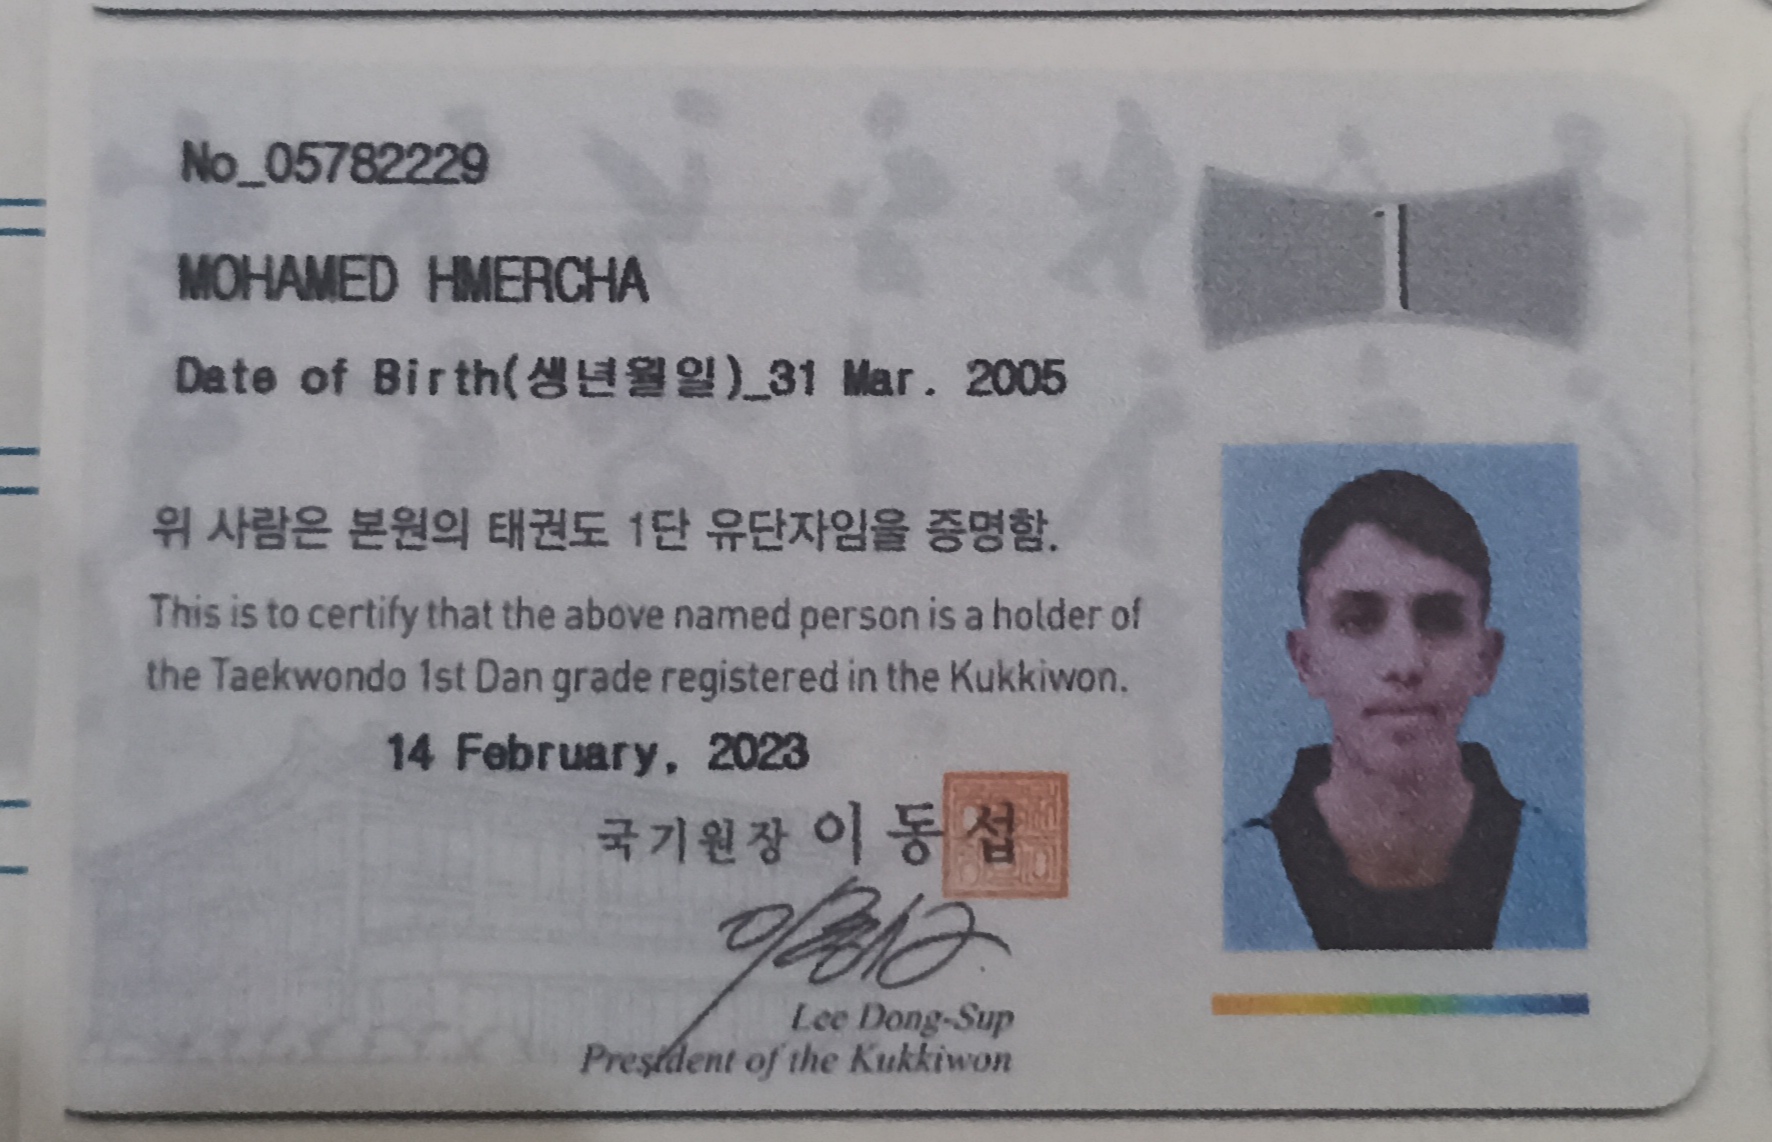 No_05782229
MOHAMED HMERCHA
Date of Birth(생년월일)_31 Mar. 2005
위 사람은 본원의 태권도 1단 유단자임을 증명함.
This is to certify that the above named person is a holder of
the Taekwondo 1st Dan grade registered in the Kukkiwon.
14 February, 2023
국기원장 이동섭
Lee Dong-Sup
President of the Kukkiwon